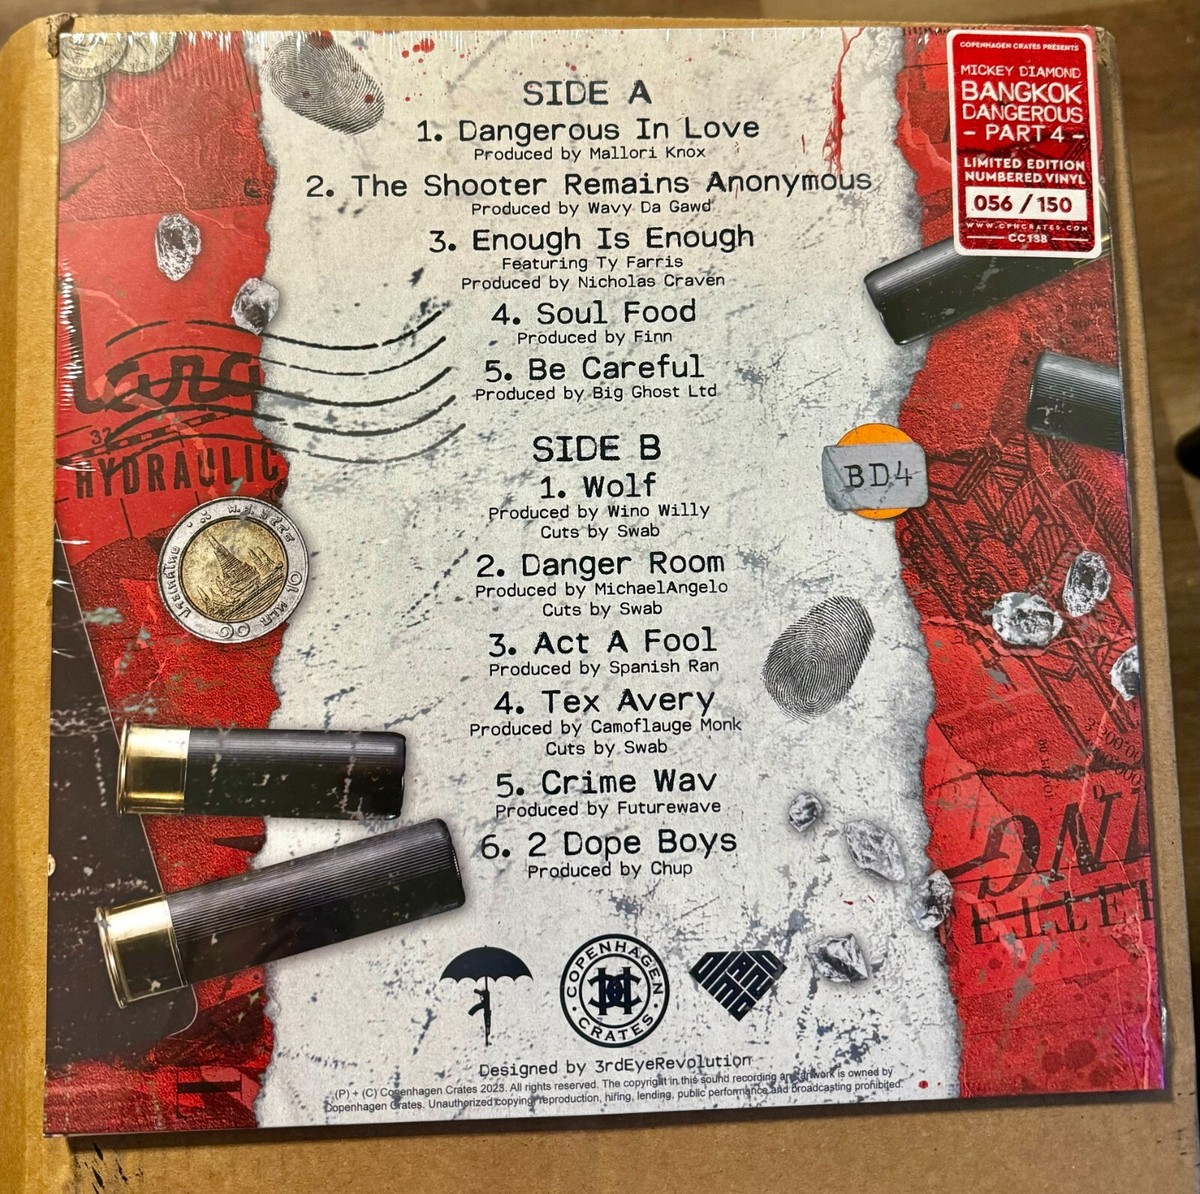 COPENHAGEN CRATES PRESENTS
MICKEY DIAMOND
BANGKOK
DANGEROUS
- PART 4 -
LIMITED EDITION
NUMBERED VINYL
056 / 150
WWW.CPHCRATES.COM
CC138
SIDE A
1. Dangerous In Love
Produced by Mallori Knox
2. The Shooter Remains Anonymous
Produced by Wavy Da Gawd
3. Enough Is Enough
Featuring Ty Farris
Produced by Nicholas Craven
4. Soul Food
Produced by Finn
5. Be Careful
Produced by Big Ghost Ltd
HYDRAULIC
BD4
SIDE B
1. Wolf
Produced by Wino Willy
Cuts by Swab
2. Danger Room
Produced by MichaelAngelo
Cuts by Swab
3. Act A Fool
Produced by Spanish Ran
4. Tex Avery
Produced by Camoflauge Monk
Cuts by Swab
5. Crime Wav
Produced by Futurewave
6. 2 Dope Boys
Produced by Chup
COPENHAGEN
CRATES
Designed by 3rdEyeRevolution
(P) + (C) Copenhagen Crates 2023. All rights reserved. The copyright in this sound recording and artwork is owned by
Copenhagen Crates. Unauthorized copying, reproduction, hiring, lending, public performance and broadcasting prohibited.